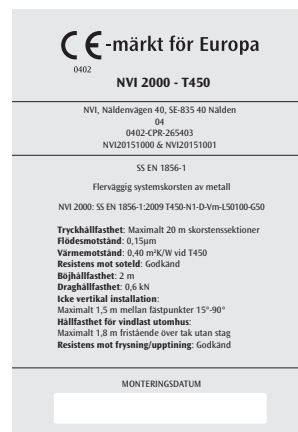 CE -märkt för Europa
0402
NVI 2000 - T450
NVI, Näldenvägen 40, SE-835 40 Nälden
04
0402-CPR-265403
NVI20151000 & NVI20151001
SS EN 1856-1
Flerväggig systemskorsten av metall
NVI 2000: SS EN 1856-1:2009 T450-N1-D-Vm-L50100-G50
Tryckhållfasthet: Maximalt 20 m skorstenssektioner
Flödesmotstånd: 0,15µm
Värmemotstånd: 0,40 m²K/W vid T450
Resistens mot soteld: Godkänd
Böjhållfasthet: 2 m
Draghållfasthet: 0,6 kN
Icke vertikal installation:
Maximalt 1,5 m mellan fästpunkter 15°-90°
Hållfasthet för vindlast utomhus:
Maximalt 1,8 m fristående över tak utan stag
Resistens mot frysning/upptining: Godkänd
MONTERINGSDATUM